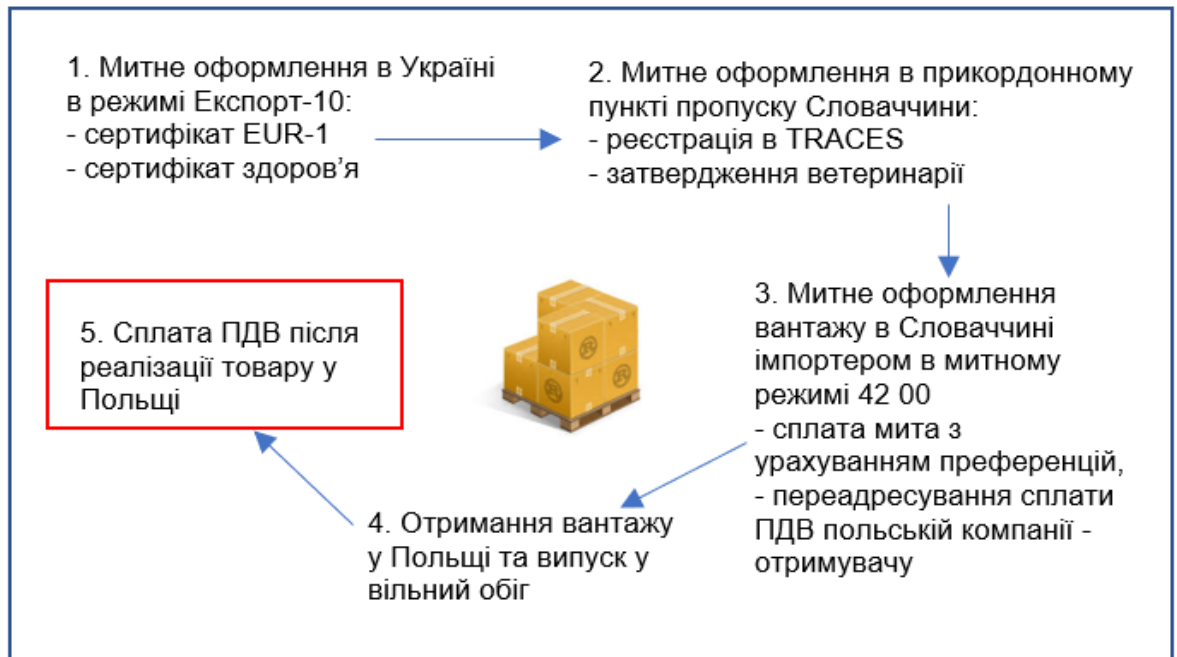 1. Митне оформлення в Україні
в режимі Експорт-10:
- сертифікат EUR-1
- сертифікат здоров’я
2. Митне оформлення в прикордонному
пункті пропуску Словаччини:
- реєстрація в TRACES
- затвердження ветеринарії
3. Митне оформлення
вантажу в Словаччині
імпортером в митному
режимі 42 00
- сплата мита з
урахуванням преференцій,
- переадресування сплати
ПДВ польській компанії -
отримувачу
4. Отримання вантажу
у Польщі та випуск у
вільний обіг
5. Сплата ПДВ після
реалізації товару у
Польщі